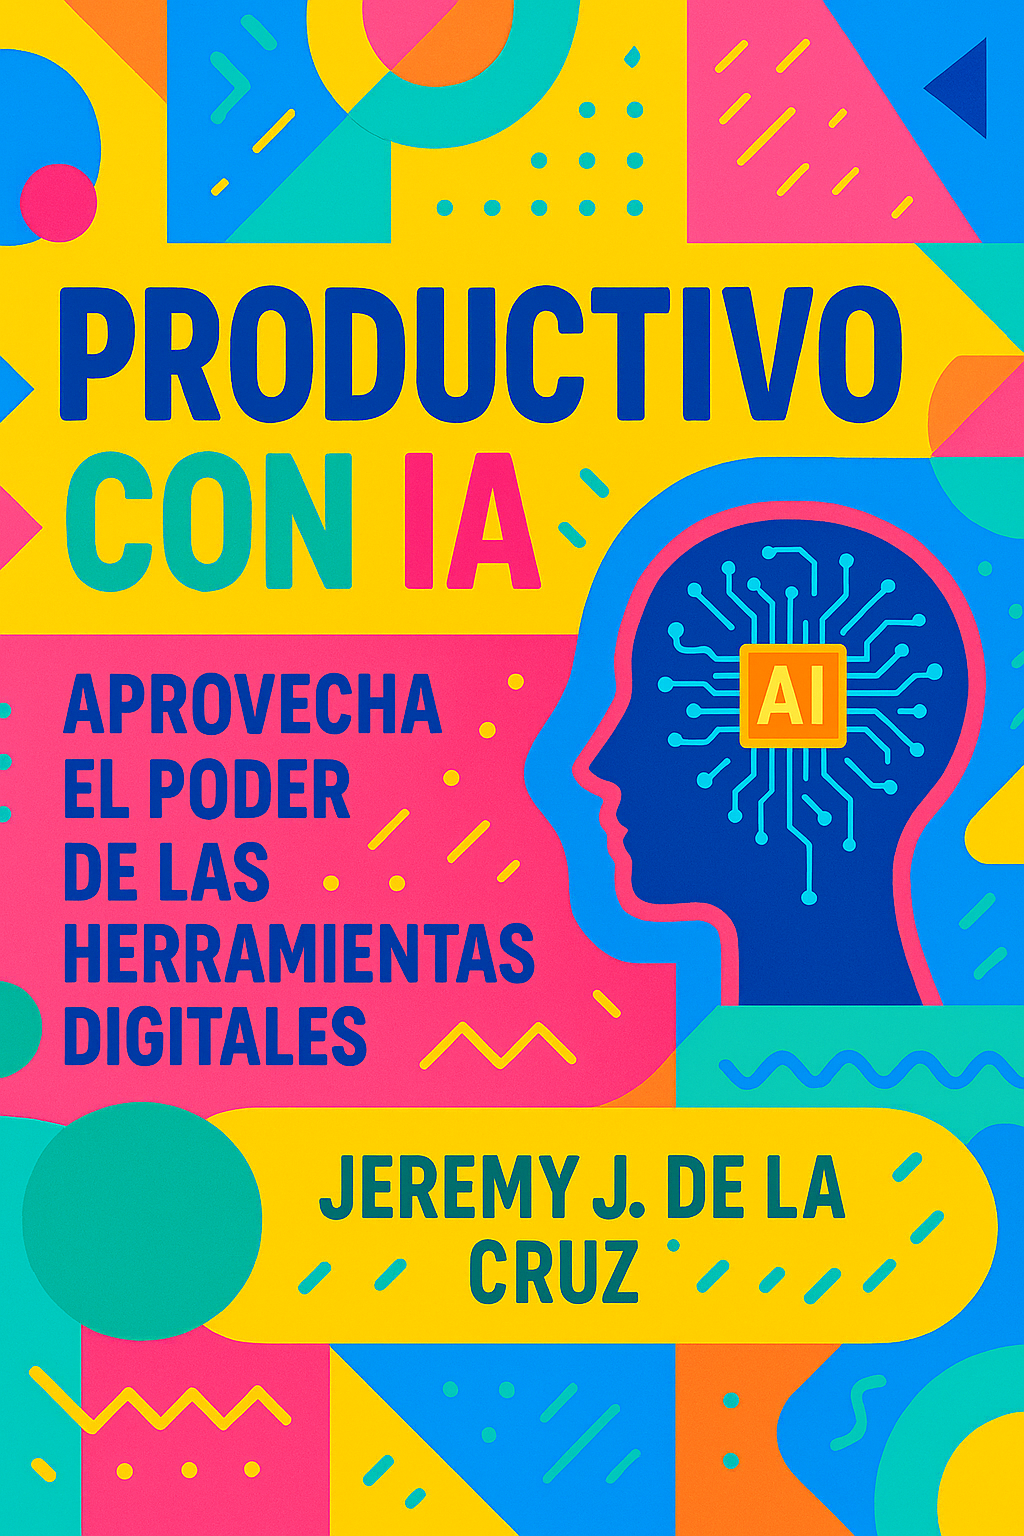 PRODUCTIVO
CON IA
APROVECHA
EL PODER
DE LAS
HERRAMIENTAS
DIGITALES
AI
JEREMY J. DE LA
CRUZ